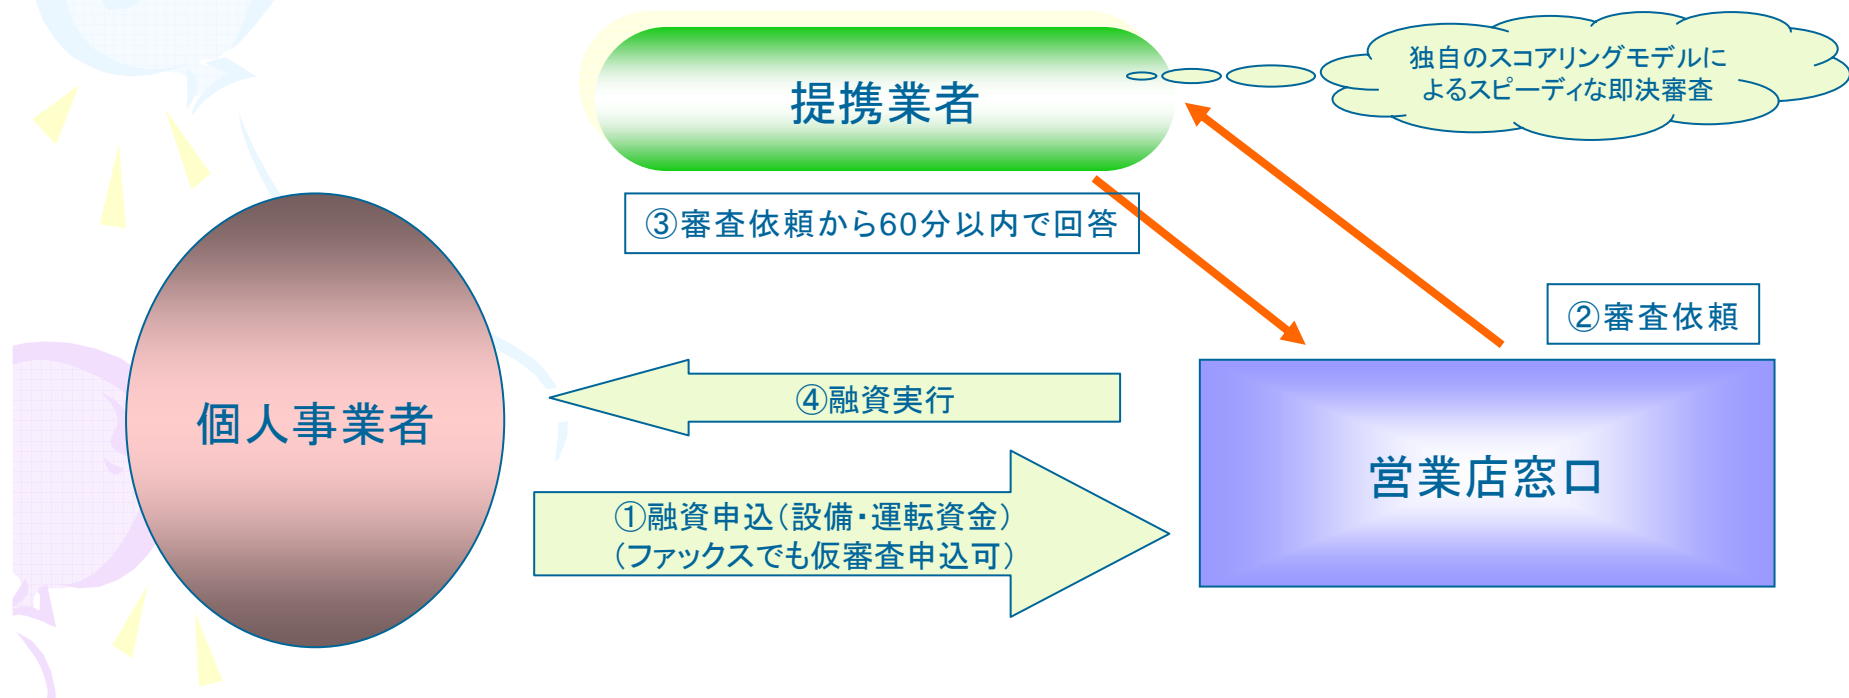 独自のスコアリングモデルに
よるスピーディな即決審査
提携業者
③審査依頼から60分以内で回答
②審査依頼
④融資実行
個人事業者
営業店窓口
①融資申込(設備・運転資金)
(ファックスでも仮審査申込可)